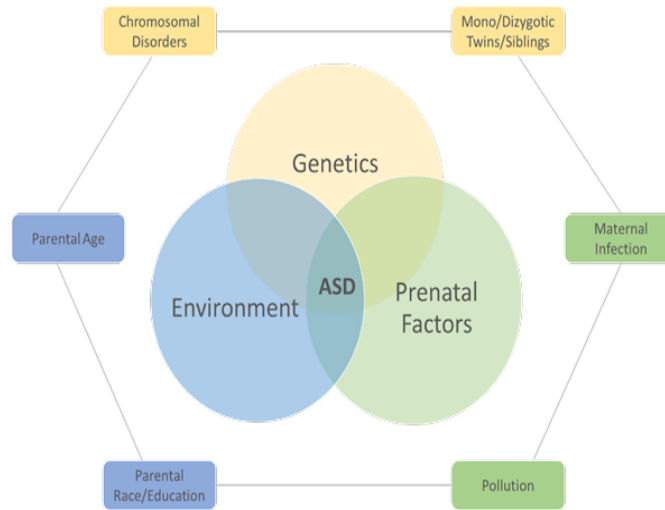 Chromosomal
Disorders
Mono/Dizygotic
Twins/Siblings
Genetics
Parental Age
Maternal
Infection
Environment
ASD
Prenatal
Factors
Parental
Race/Education
Pollution